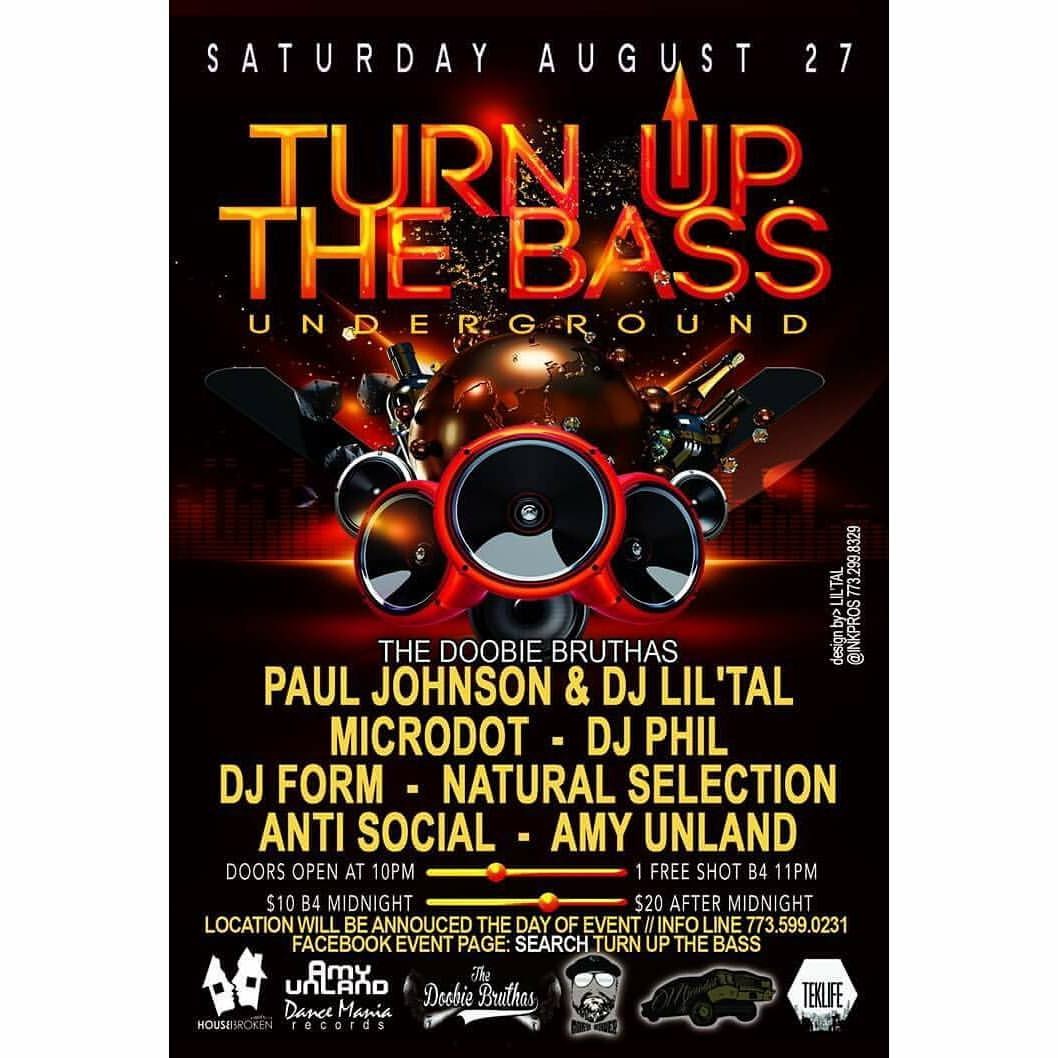 SATURDAY AUGUST 27
TURN UP
THE BASS
UNDERGROUND
design by> LIL'TAL
@INKPROS 773.299.8329
THE DOOBIE BRUTHAS
PAUL JOHNSON & DJ LIL'TAL
MICRODOT - DJ PHIL
DJ FORM - NATURAL SELECTION
ANTI SOCIAL - AMY UNLAND
DOORS OPEN AT 10PM 1 FREE SHOT B4 11PM
$10 B4 MIDNIGHT $20 AFTER MIDNIGHT
LOCATION WILL BE ANNOUCED THE DAY OF EVENT // INFO LINE 773.599.0231
FACEBOOK EVENT PAGE: SEARCH TURN UP THE BASS
HOUSEBROKEN
AMY
UNLAND
Dance Mania
records
The
Doobie Bruthas
Microdot
TEKLIFE